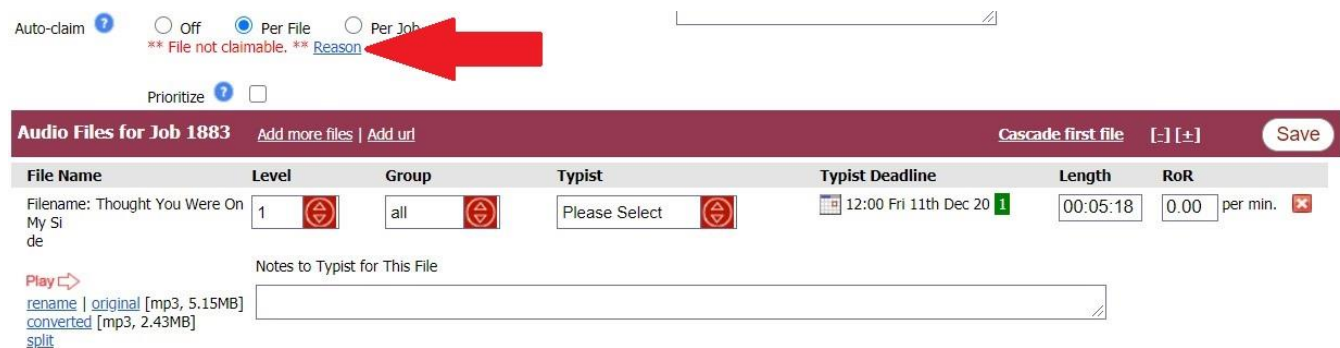 Auto-claim ? Off Per File Per Job
** File not claimable. ** Reason
Prioritize ?
Audio Files for Job 1883 Add more files | Add url Cascade first file [-] [+] Save
File Name Level Group Typist Typist Deadline Length RoR
Filename: Thought You Were On 1 all Please Select 12:00 Fri 11th Dec 20 1 00:05:18 0.00 per min.
My Si
de
Notes to Typist for This File
Play
rename | original [mp3, 5.15MB]
converted [mp3, 2.43MB]
split